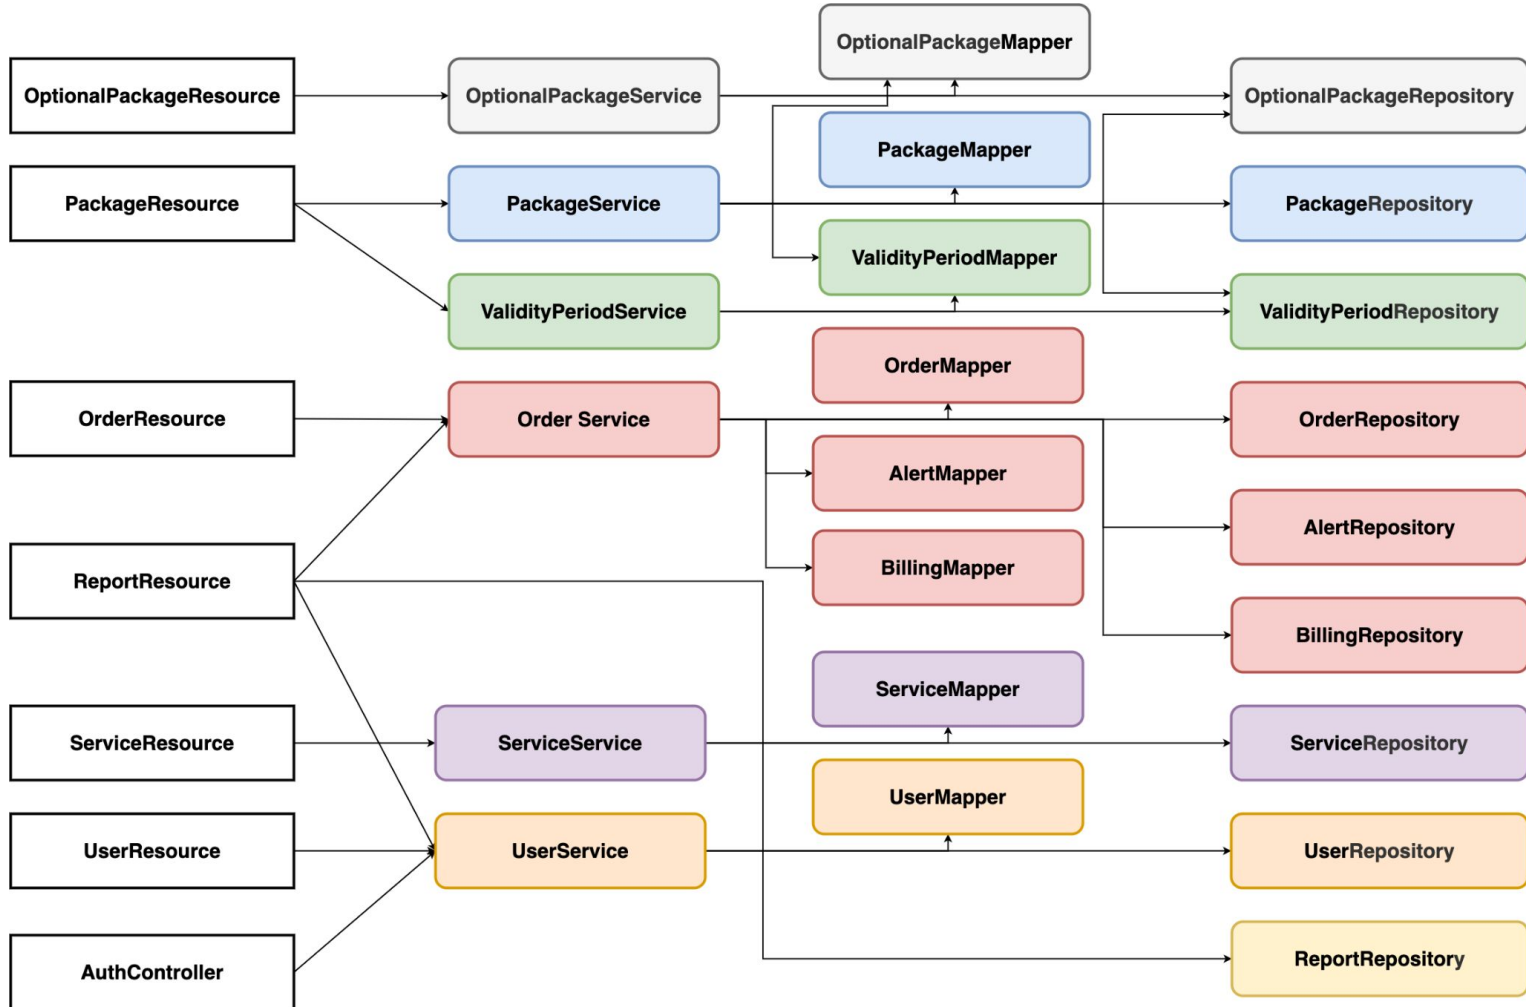 OptionalPackageMapper
OptionalPackageResource
OptionalPackageService
OptionalPackageRepository
PackageMapper
PackageResource
PackageService
PackageRepository
ValidityPeriodMapper
ValidityPeriodService
ValidityPeriodRepository
OrderMapper
OrderResource
Order Service
OrderRepository
AlertMapper
AlertRepository
BillingMapper
ReportResource
BillingRepository
ServiceMapper
ServiceResource
ServiceService
ServiceRepository
UserMapper
UserResource
UserService
UserRepository
ReportRepository
AuthController